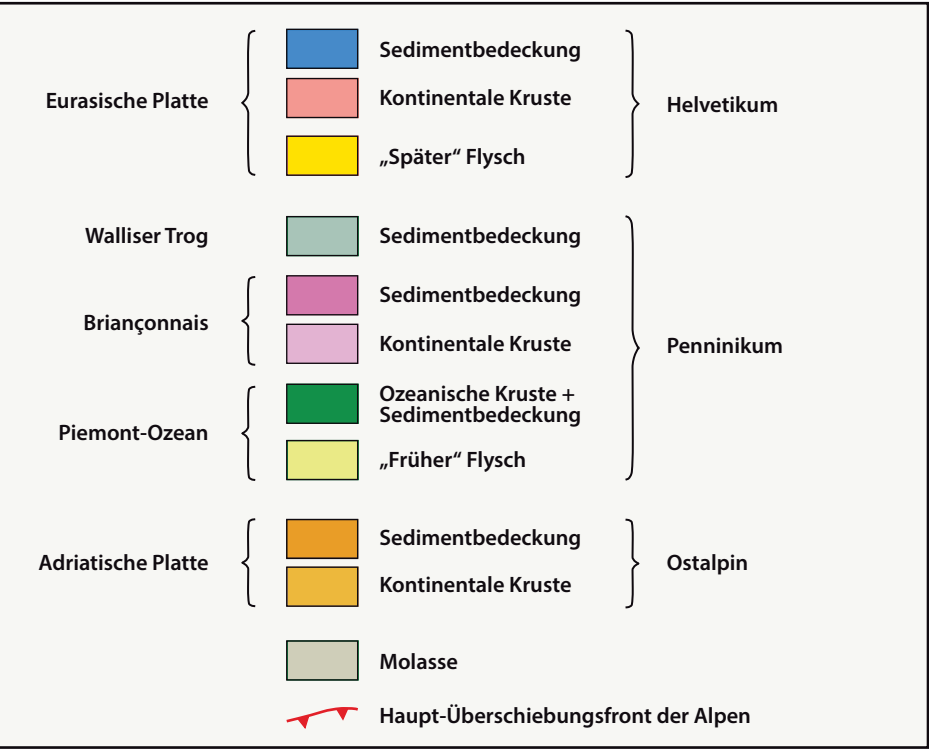 Sedimentbedeckung
Eurasische Platte
Kontinentale Kruste
Helvetikum
„Später“ Flysch
Walliser Trog
Sedimentbedeckung
Briançonnais
Sedimentbedeckung
Kontinentale Kruste
Penninikum
Piemont-Ozean
Ozeanische Kruste +
Sedimentbedeckung
„Früher“ Flysch
Adriatische Platte
Sedimentbedeckung
Kontinentale Kruste
Ostalpin
Molasse
Haupt-Überschiebungsfront der Alpen